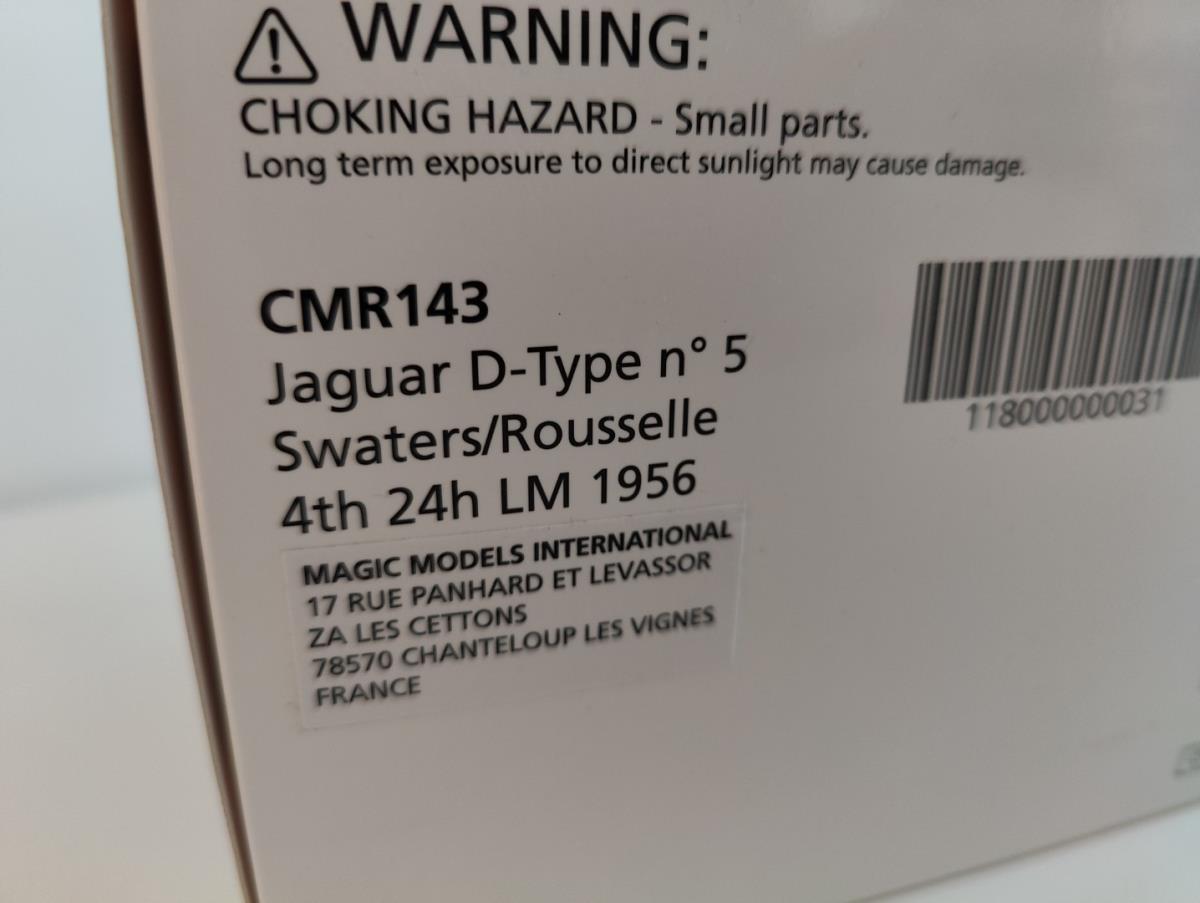 WARNING:
CHOKING HAZARD - Small parts.
Long term exposure to direct sunlight may cause damage.
CMR143
Jaguar D-Type n° 5
Swaters/Rousselle
4th 24h LM 1956
118000000031
MAGIC MODELS INTERNATIONAL
17 RUE PANHARD ET LEVASSOR
ZA LES CETTONS
78570 CHANTELOUP LES VIGNES
FRANCE